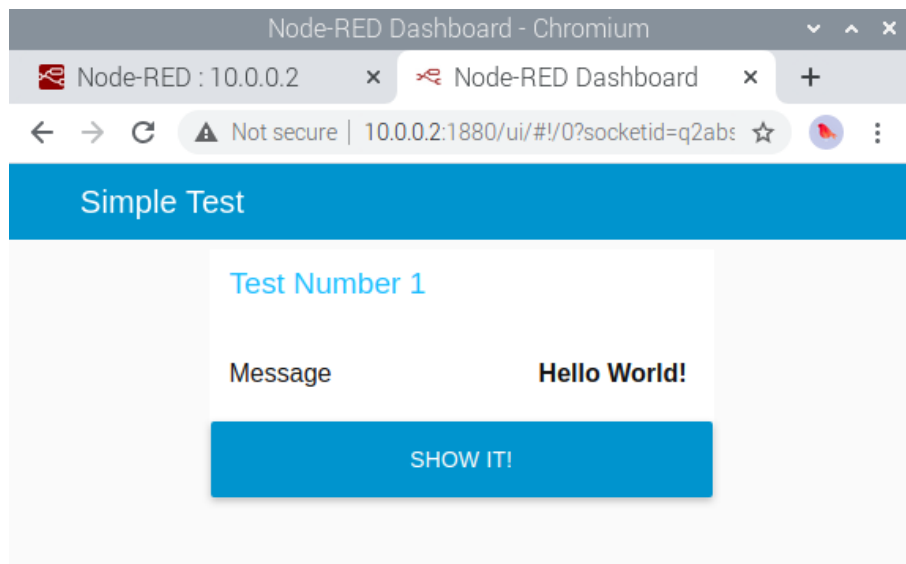 Node-RED Dashboard - Chromium
Node-RED : 10.0.0.2
Node-RED Dashboard
Not secure | 10.0.0.2:1880/ui/#!/0?socketid=q2abs
Simple Test
Test Number 1
Message Hello World!
SHOW IT!